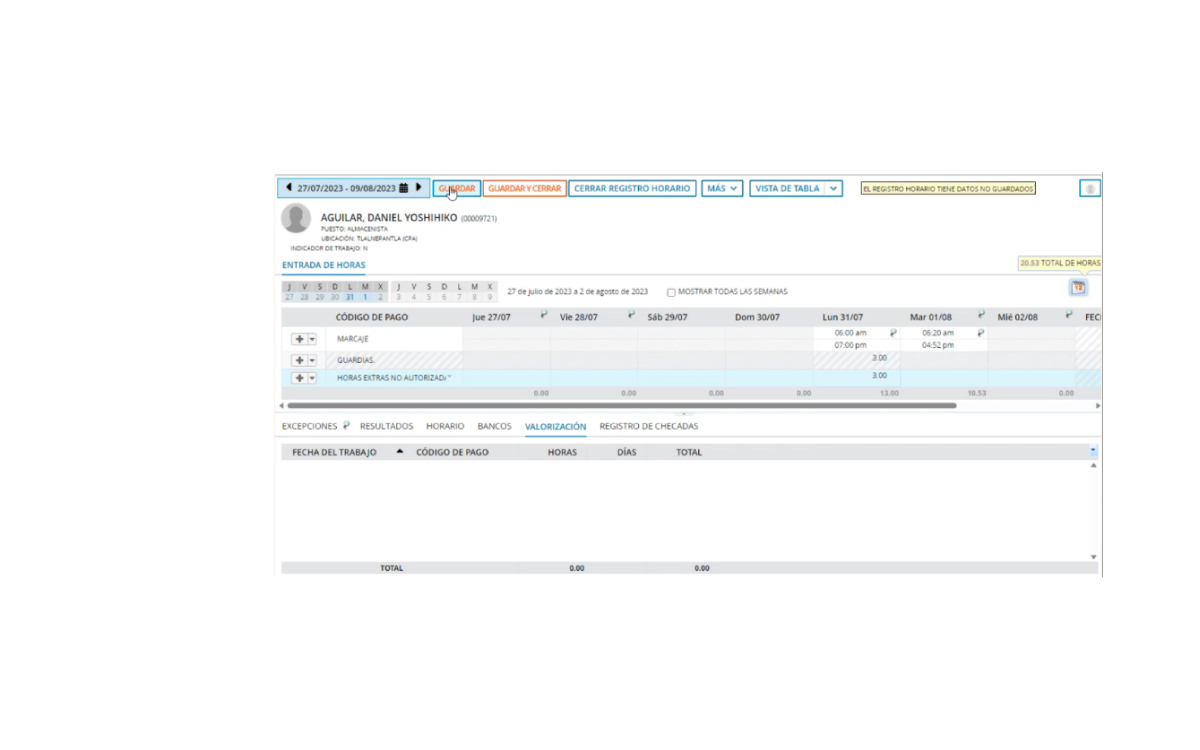 27/07/2023 - 09/08/2023 GUARDAR GUARDAR Y CERRAR CERRAR REGISTRO HORARIO MÁS VISTA DE TABLA EL REGISTRO HORARIO TIENE DATOS NO GUARDADOS
AGUILAR, DANIEL YOSHIHIKO (00009721)
PUESTO: ALMACENISTA
UBICACIÓN: TLALNEPANTLA (CPA)
INDICADOR DE TRABAJO: N
ENTRADA DE HORAS 20.53 TOTAL DE HORAS
J V S D L M X J V S D L M X
27 28 29 30 31 1 2 3 4 5 6 7 8 9 27 de julio de 2023 a 2 de agosto de 2023 MOSTRAR TODAS LAS SEMANAS
CÓDIGO DE PAGO Jue 27/07 Vie 28/07 Sáb 29/07 Dom 30/07 Lun 31/07 Mar 01/08 Mié 02/08 FECI
06:00 am 06:20 am
MARCAJE
07:00 pm 04:52 pm
GUARDIAS. 3.00
HORAS EXTRAS NO AUTORIZAD 3.00
0.00 0.00 0.00 0.00 13.00 10.53 0.00
EXCEPCIONES RESULTADOS HORARIO BANCOS VALORIZACIÓN REGISTRO DE CHECADAS
FECHA DEL TRABAJO CÓDIGO DE PAGO HORAS DÍAS TOTAL
TOTAL 0.00 0.00